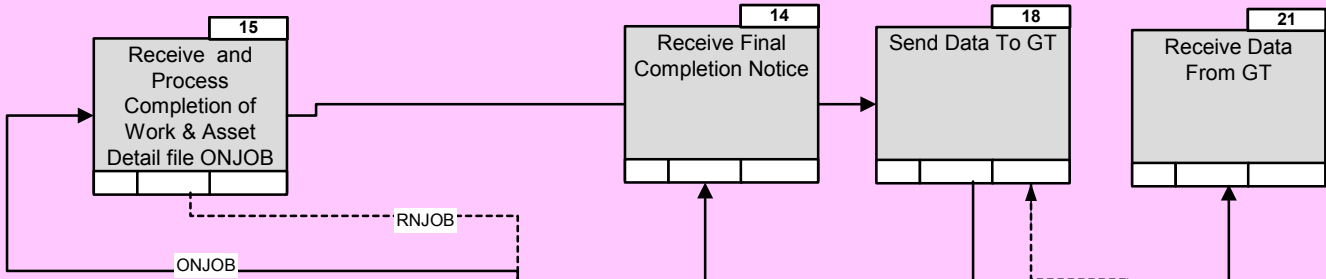 15
Receive and
Process
Completion of
Work & Asset
Detail file ONJOB
14
Receive Final
Completion Notice
18
Send Data To GT
21
Receive Data
From GT
RNJOB
ONJOB